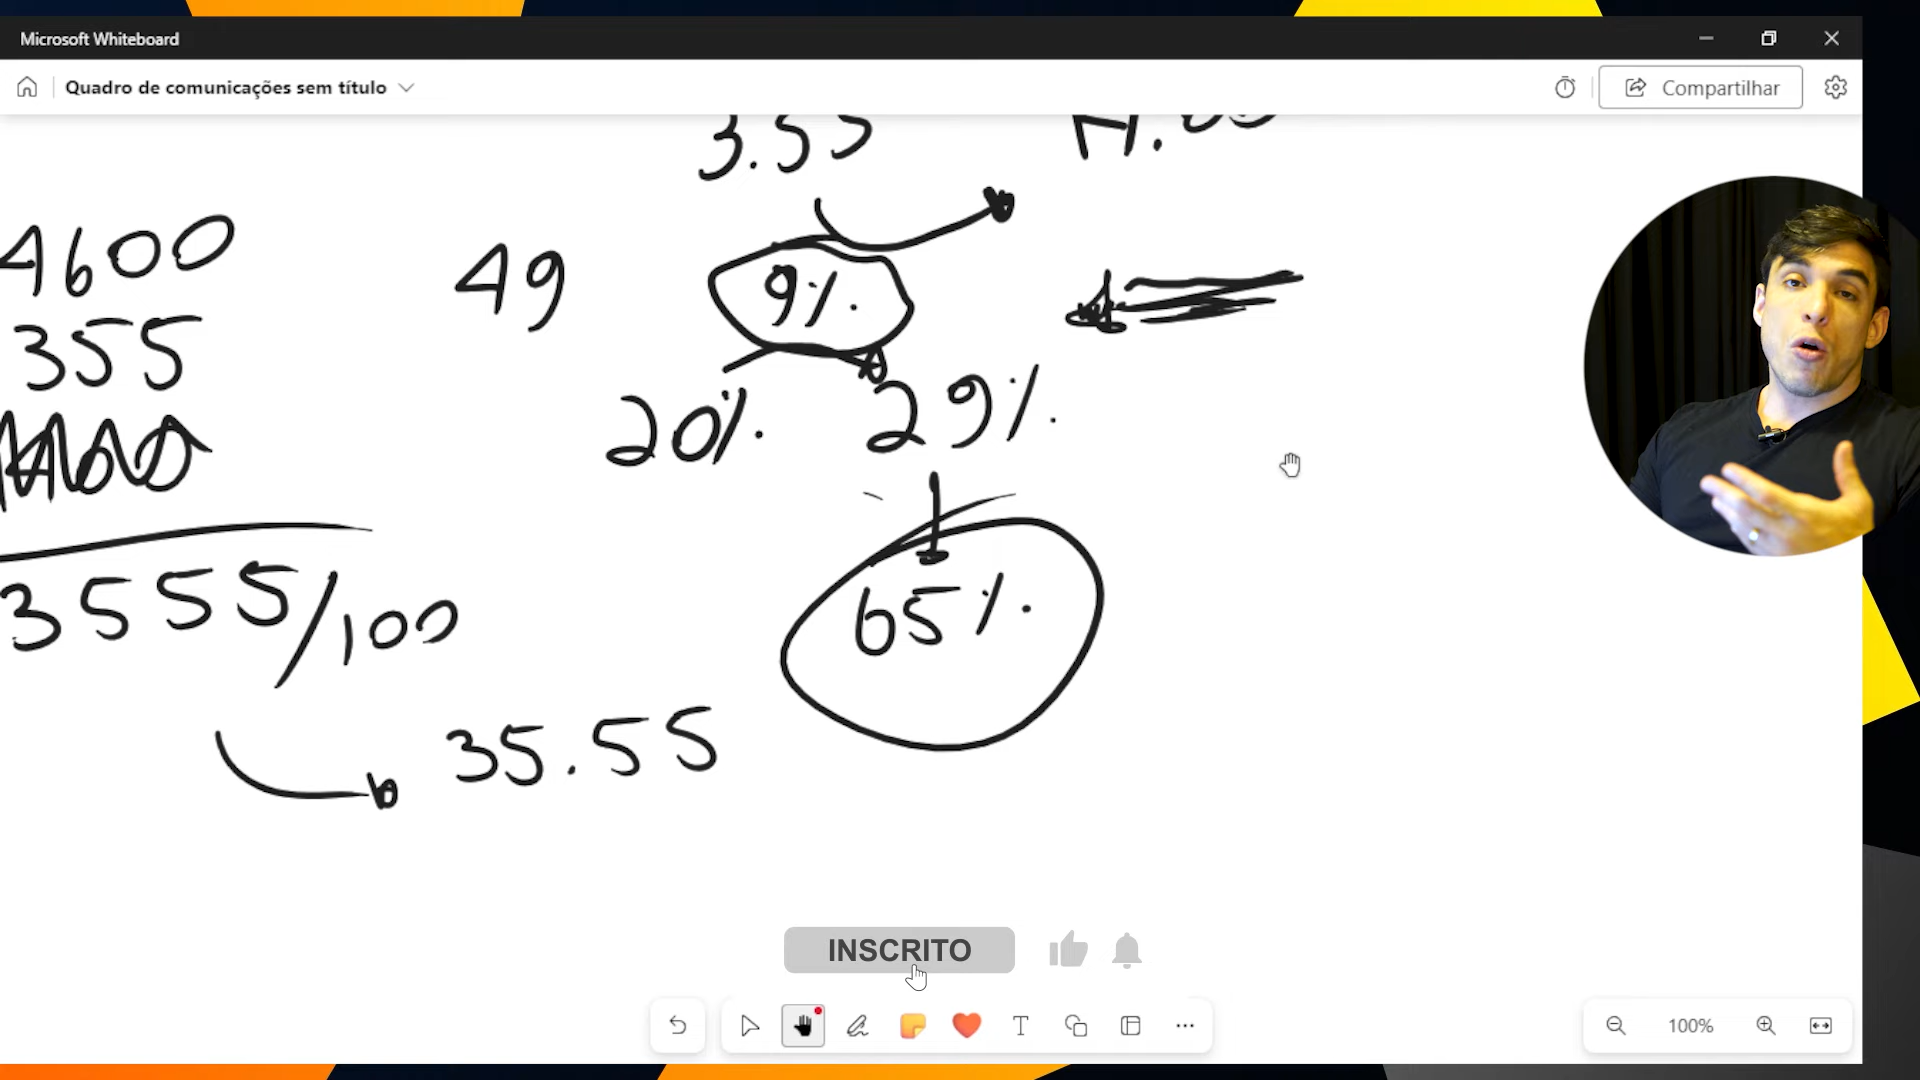 Microsoft Whiteboard
Quadro de comunicações sem título
Compartilhar
3.55
4600
49
9%
355
20% 29%
3555/100
65%
35.55
INSCRITO
T
100%